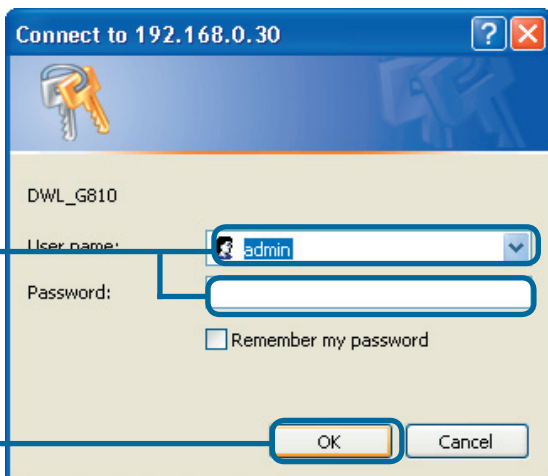 Connect to 192.168.0.30
DWL_G810
User name:
admin
Password:
Remember my password
OK
Cancel